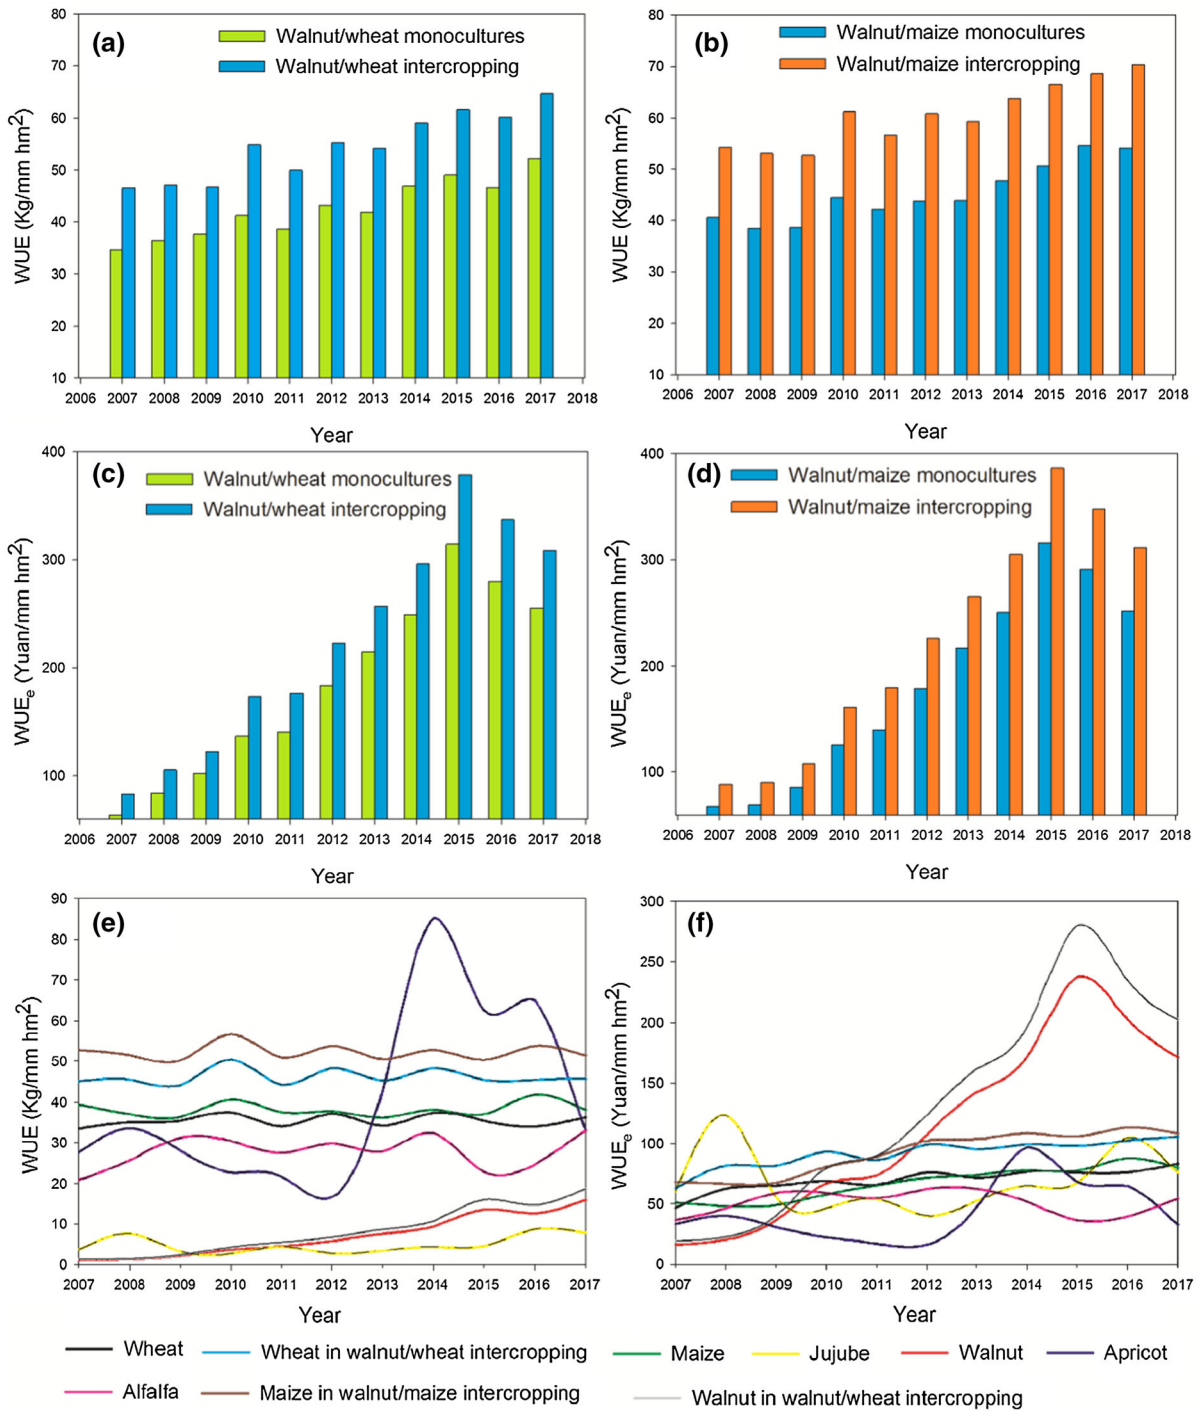 (a)
Walnut/wheat monocultures
Walnut/wheat intercropping
WUE (Kg/mm hm2)
80
70
60
50
40
30
20
10
2006 2007 2008 2009 2010 2011 2012 2013 2014 2015 2016 2017 2018
Year
(b)
Walnut/maize monocultures
Walnut/maize intercropping
WUE (Kg/mm hm2)
80
70
60
50
40
30
20
10
2006 2007 2008 2009 2010 2011 2012 2013 2014 2015 2016 2017 2018
Year
(c)
Walnut/wheat monocultures
Walnut/wheat intercropping
WUEe (Yuan/mm hm2)
400
300
200
100
2006 2007 2008 2009 2010 2011 2012 2013 2014 2015 2016 2017 2018
Year
(d)
Walnut/maize monocultures
Walnut/maize intercropping
WUEe (Yuan/mm hm2)
400
300
200
100
2006 2007 2008 2009 2010 2011 2012 2013 2014 2015 2016 2017 2018
Year
(e)
WUE (Kg/mm hm2)
90
80
70
60
50
40
30
20
10
0
2007 2008 2009 2010 2011 2012 2013 2014 2015 2016 2017
Year
(f)
WUEe (Yuan/mm hm2)
300
250
200
150
100
50
0
2007 2008 2009 2010 2011 2012 2013 2014 2015 2016 2017
Year
Wheat Wheat in walnut/wheat intercropping Maize Jujube Walnut Apricot
Alfalfa Maize in walnut/maize intercropping Walnut in walnut/wheat intercropping